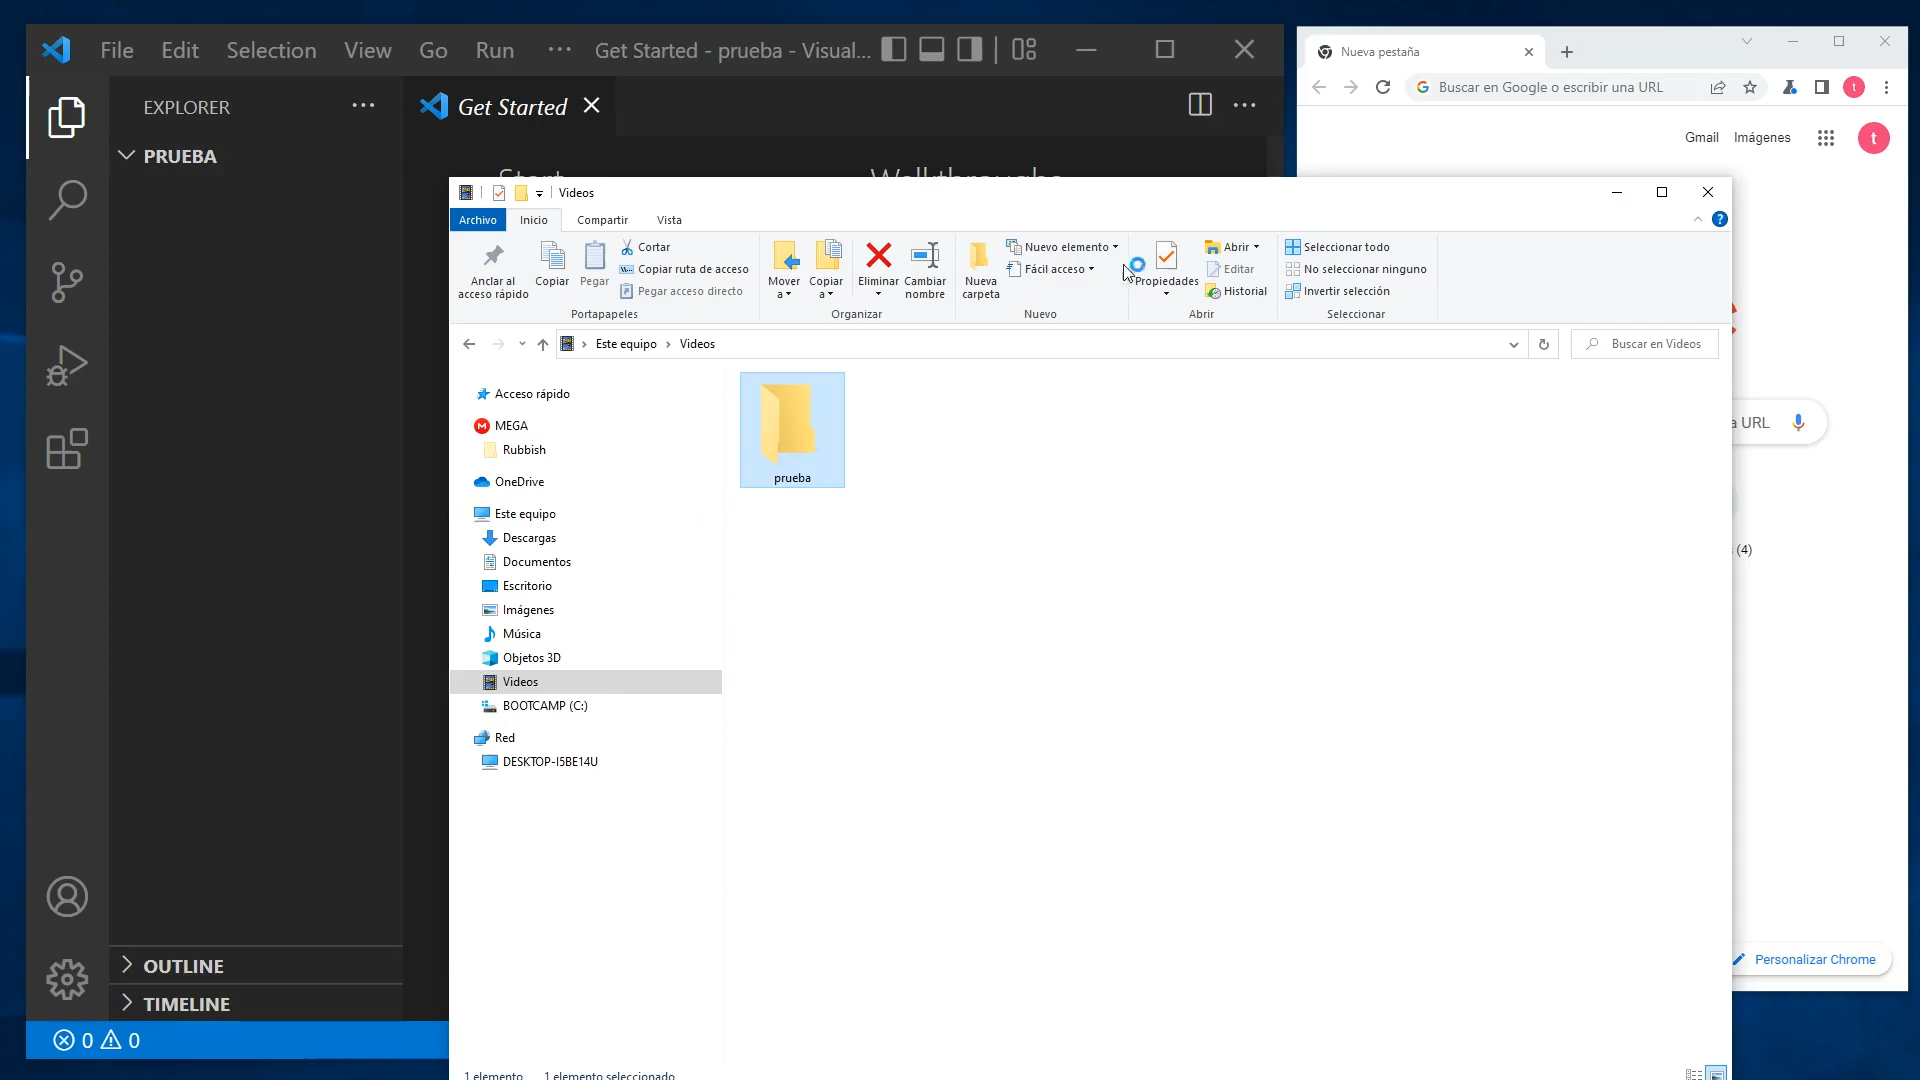 File Edit Selection View Go Run ··· Get Started - prueba - Visual...
EXPLORER
Get Started
PRUEBA
Start
Walkthroughs
OUTLINE
TIMELINE
0 0
Nueva pestaña
Buscar en Google o escribir una URL
t
Gmail Imágenes
t
a URL
(4)
Personalizar Chrome
Videos
Archivo Inicio Compartir Vista
Anclar al
acceso rápido
Copiar
Pegar
Cortar
Copiar ruta de acceso
Pegar acceso directo
Portapapeles
Mover
a
Copiar
a
Eliminar
Cambiar
nombre
Organizar
Nueva
carpeta
Nuevo elemento
Fácil acceso
Nuevo
Propiedades
Abrir
Editar
Historial
Abrir
Seleccionar todo
No seleccionar ninguno
Invertir selección
Seleccionar
Este equipo › Videos
Buscar en Videos
Acceso rápido
MEGA
Rubbish
OneDrive
Este equipo
Descargas
Documentos
Escritorio
Imágenes
Música
Objetos 3D
Videos
BOOTCAMP (C:)
Red
DESKTOP-I5BE14U
prueba
1 elemento 1 elemento seleccionado